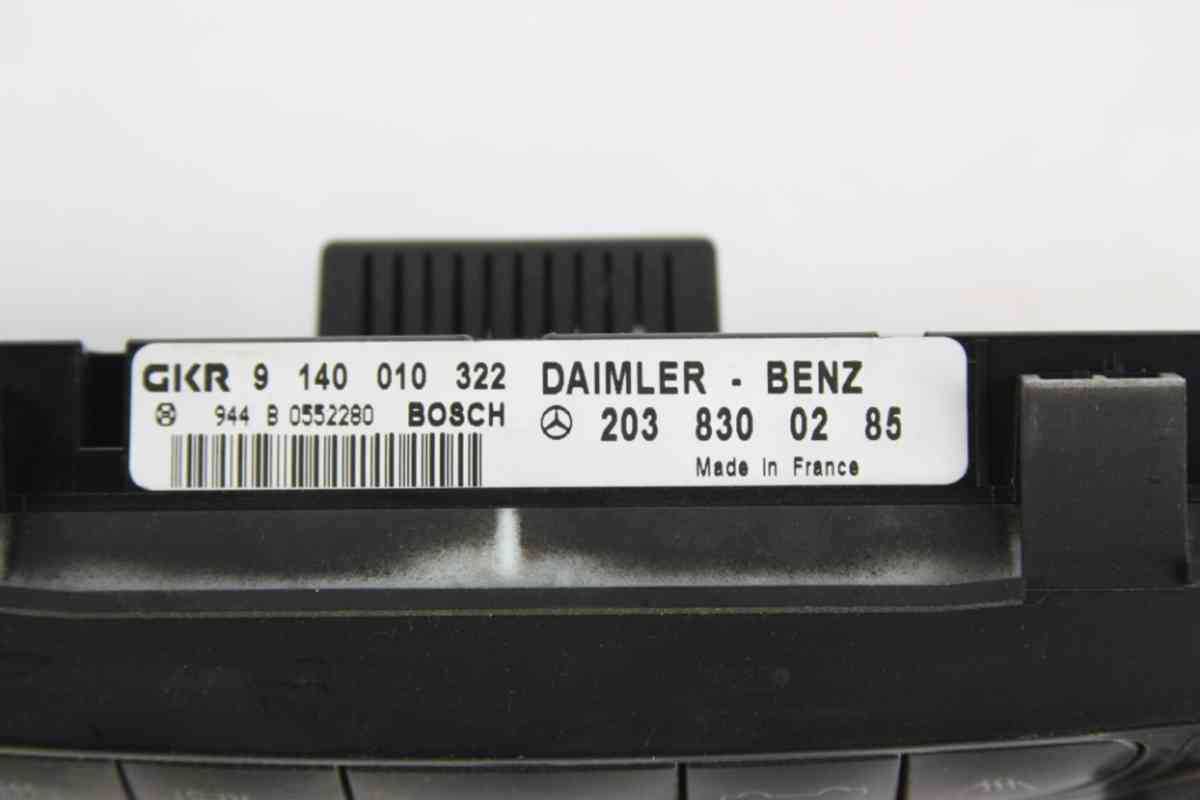 GKR 9 140 010 322
944 B 0552280 BOSCH
DAIMLER - BENZ
203 830 02 85
Made in France